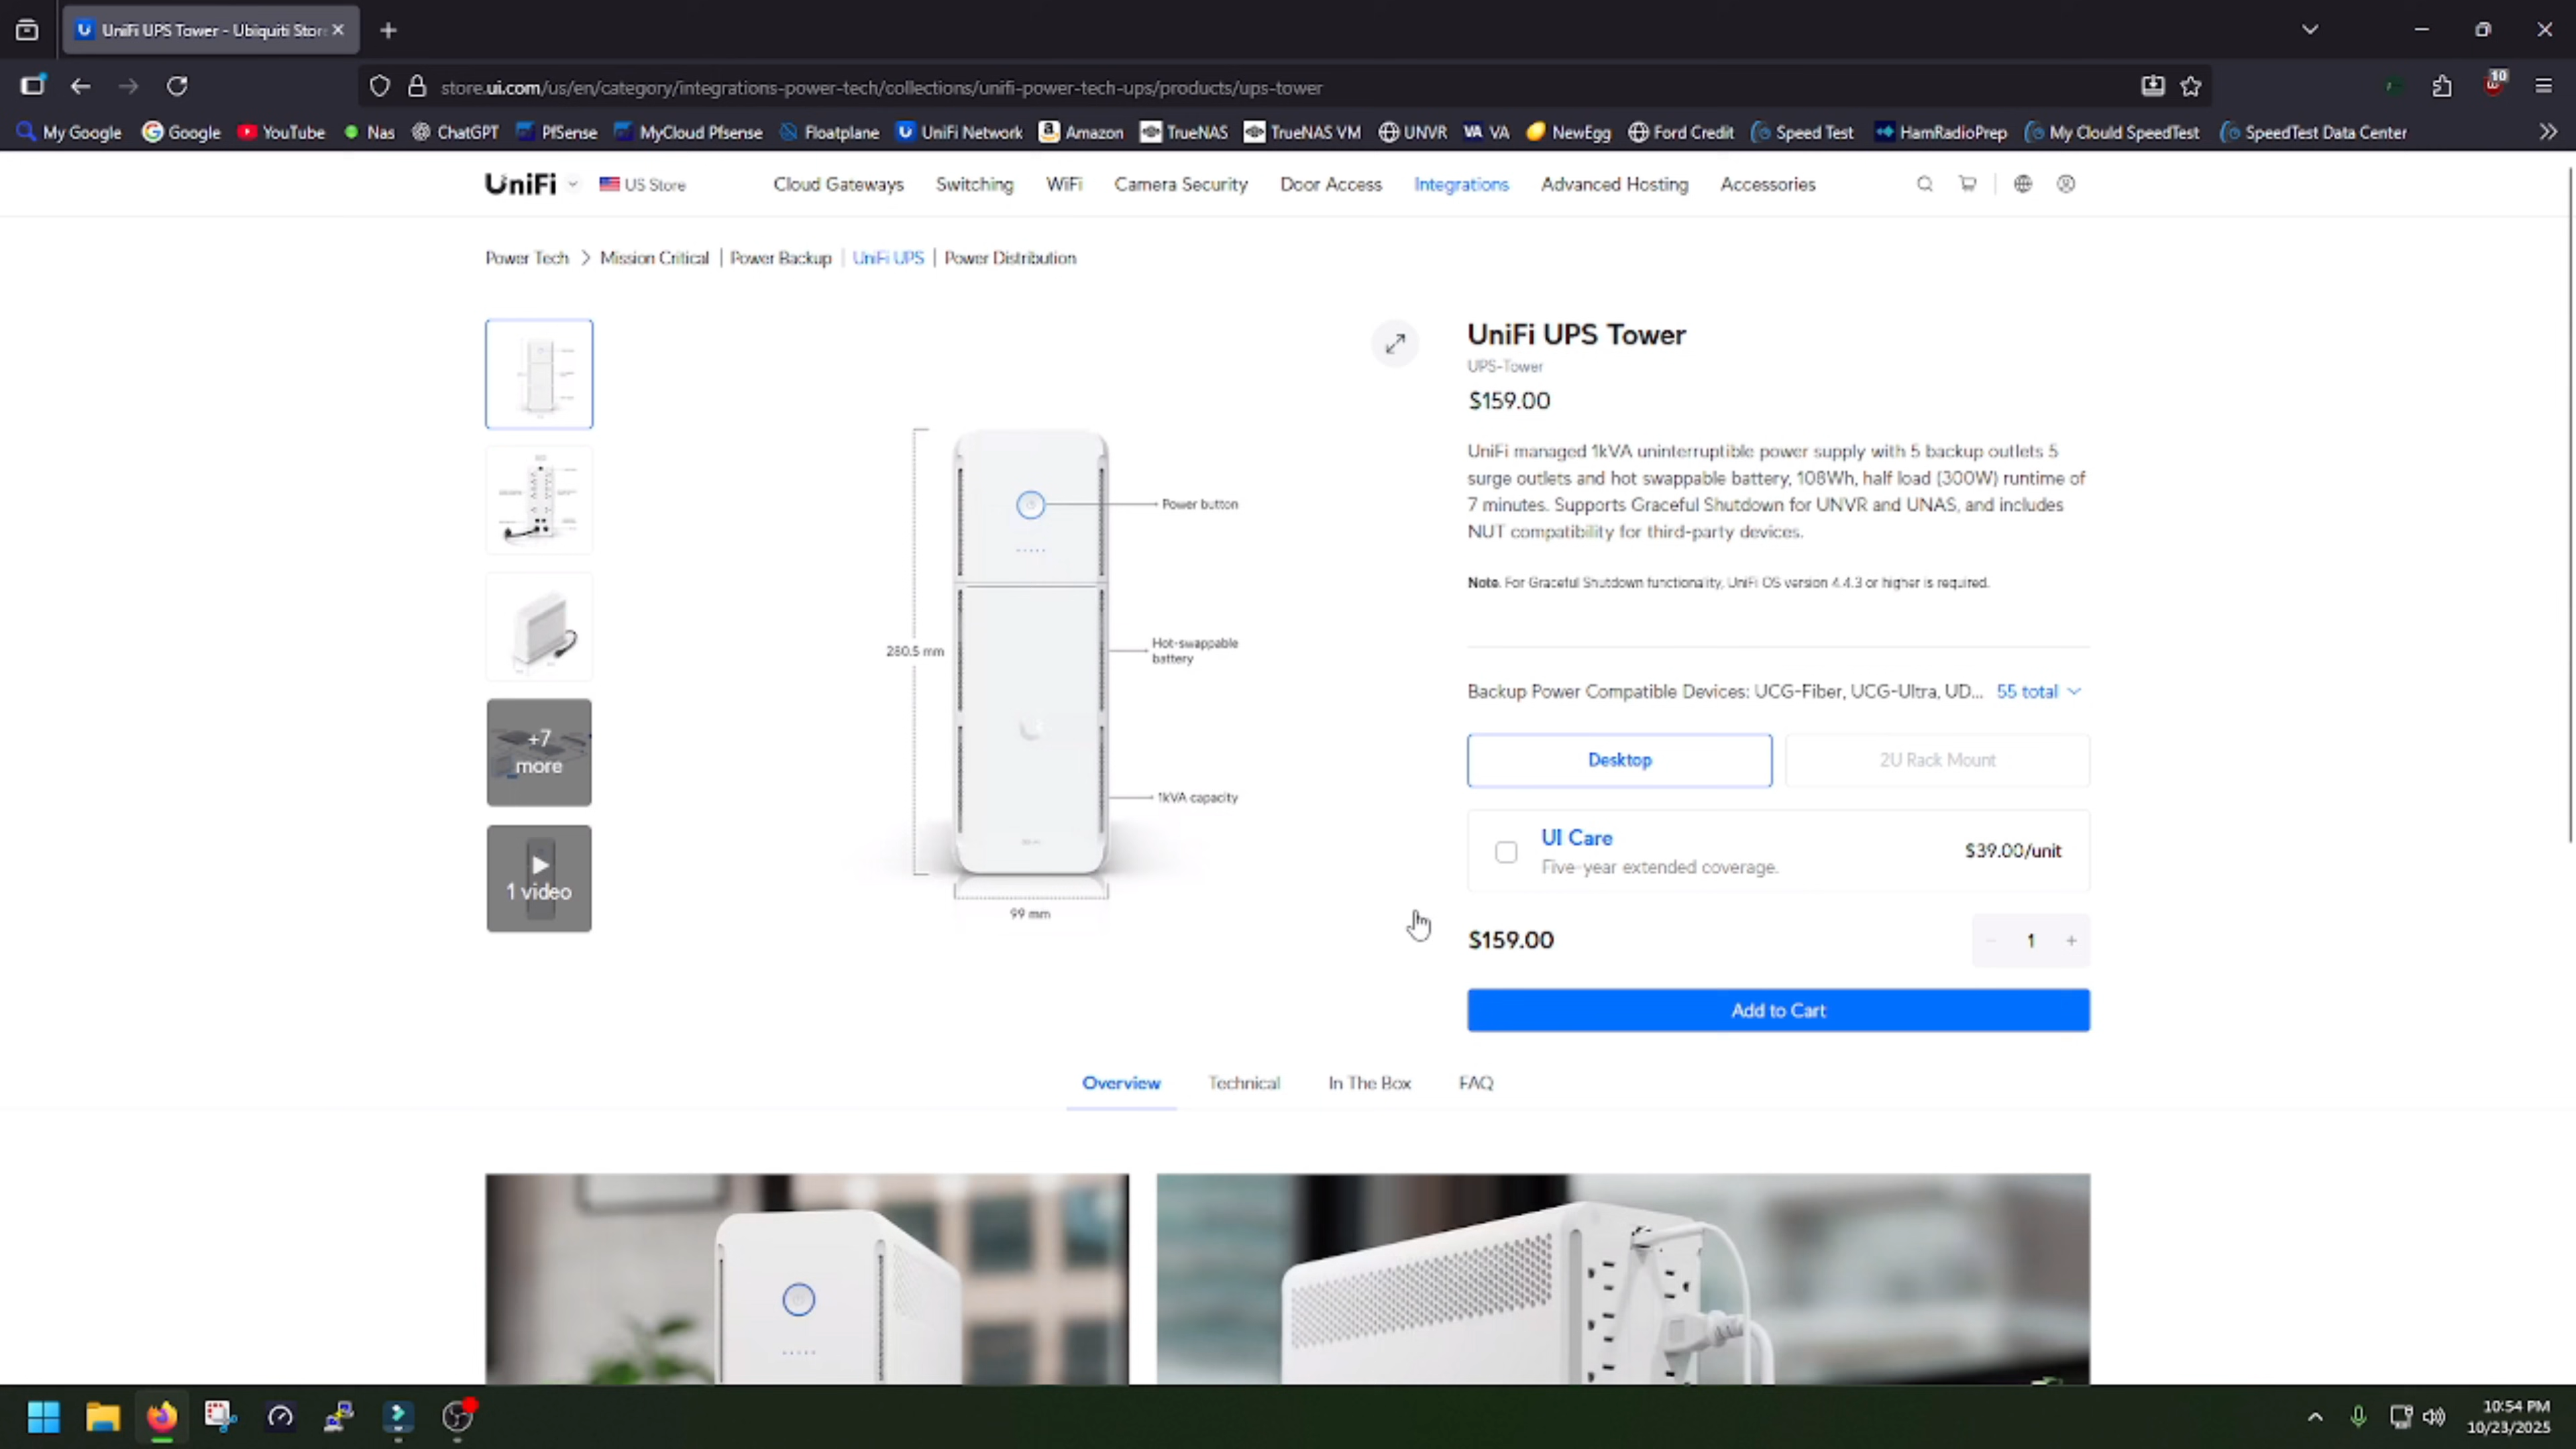 UniFi UPS Tower - Ubiquiti Stor
store.ui.com/us/en/category/integrations-power-tech/collections/unifi-power-tech-ups/products/ups-tower
10
My Google Google YouTube Nas ChatGPT PfSense MyCloud Pfsense Floatplane UniFi Network Amazon TrueNAS TrueNAS VM UNVR VA VA NewEgg Ford Credit Speed Test HamRadioPrep My Clould SpeedTest SpeedTest Data Center
UniFi US Store Cloud Gateways Switching WiFi Camera Security Door Access Integrations Advanced Hosting Accessories
Power Tech > Mission Critical | Power Backup | UniFi UPS | Power Distribution
UniFi UPS Tower
UPS-Tower
$159.00
UniFi managed 1kVA uninterruptible power supply with 5 backup outlets 5
surge outlets and hot swappable battery, 108Wh, half load (300W) runtime of
7 minutes. Supports Graceful Shutdown for UNVR and UNAS, and includes
NUT compatibility for third-party devices.
Note. For Graceful Shutdown functionality, UniFi OS version 4.4.3 or higher is required.
Power button
280.5 mm
Hot-swappable
battery
1kVA capacity
99 mm
+7
more
1 video
Backup Power Compatible Devices: UCG-Fiber, UCG-Ultra, UD... 55 total
Desktop
2U Rack Mount
UI Care
Five-year extended coverage.
$39.00/unit
$159.00
- 1 +
Add to Cart
Overview Technical In The Box FAQ
10:54 PM
10/23/2025